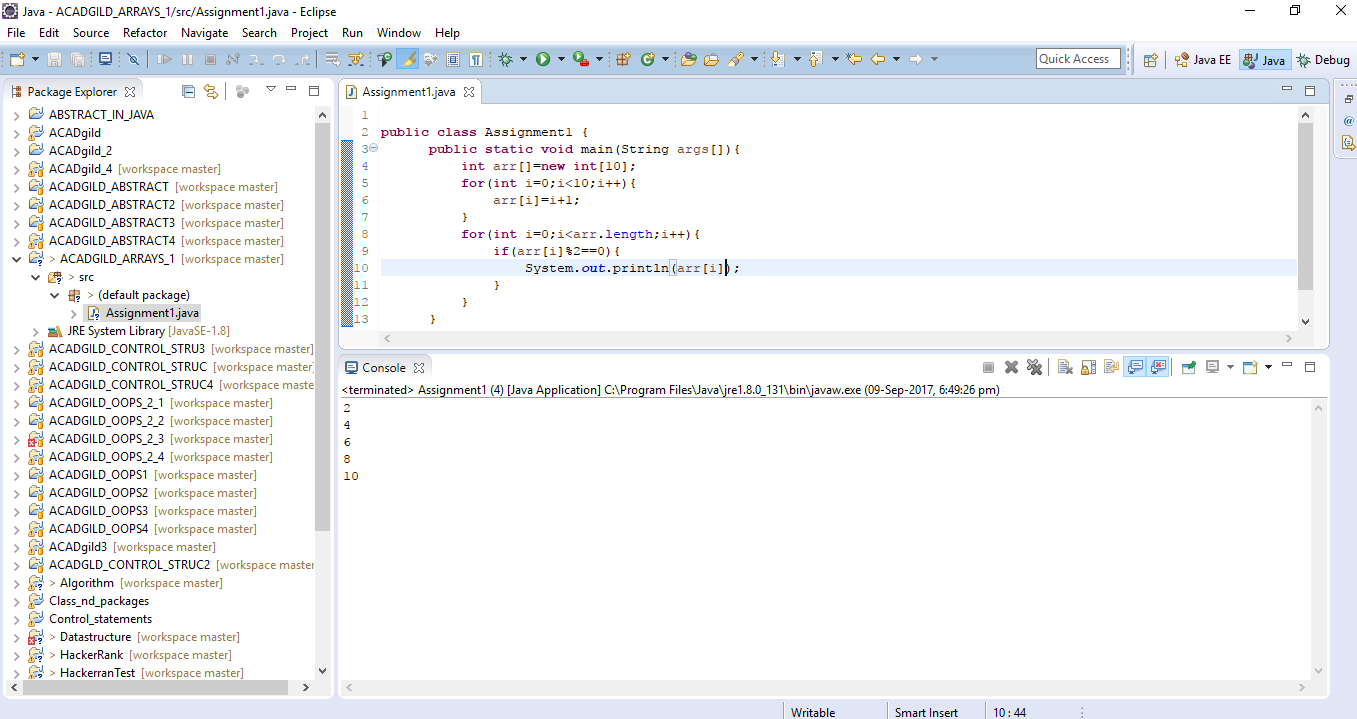 Java - ACADGILD_ARRAYS_1/src/Assignment1.java - Eclipse
File Edit Source Refactor Navigate Search Project Run Window Help
Quick Access Java EE Java Debug
Package Explorer
ABSTRACT_IN_JAVA
ACADgild
ACADgild_2
ACADgild_4 [workspace master]
ACADGILD_ABSTRACT [workspace master]
ACADGILD_ABSTRACT2 [workspace master]
ACADGILD_ABSTRACT3 [workspace master]
ACADGILD_ABSTRACT4 [workspace master]
> ACADGILD_ARRAYS_1 [workspace master]
> src
> (default package)
Assignment1.java
JRE System Library [JavaSE-1.8]
ACADGILD_CONTROL_STRU3 [workspace master]
ACADGILD_CONTROL_STRUC [workspace master]
ACADGILD_CONTROL_STRUC4 [workspace maste
ACADGILD_OOPS_2_1 [workspace master]
ACADGILD_OOPS_2_2 [workspace master]
ACADGILD_OOPS_2_3 [workspace master]
ACADGILD_OOPS_2_4 [workspace master]
ACADGILD_OOPS1 [workspace master]
ACADGILD_OOPS2 [workspace master]
ACADGILD_OOPS3 [workspace master]
ACADGILD_OOPS4 [workspace master]
ACADgild3 [workspace master]
ACADGLD_CONTROL_STRUC2 [workspace master
> Algorithm [workspace master]
Class_nd_packages
Control_statements
> Datastructure [workspace master]
> HackerRank [workspace master]
> HackerranTest [workspace master]
Assignment1.java
1
2 public class Assignment1 {
3 public static void main(String args[]){
4 int arr[]=new int[10];
5 for(int i=0;i<10;i++){
6 arr[i]=i+1;
7 }
8 for(int i=0;i<arr.length;i++){
9 if(arr[i]%2==0){
10 System.out.println(arr[i]);
11 }
12 }
13 }
Console
<terminated> Assignment1 (4) [Java Application] C:\Program Files\Java\jre1.8.0_131\bin\javaw.exe (09-Sep-2017, 6:49:26 pm)
2
4
6
8
10
Writable Smart Insert 10 : 44